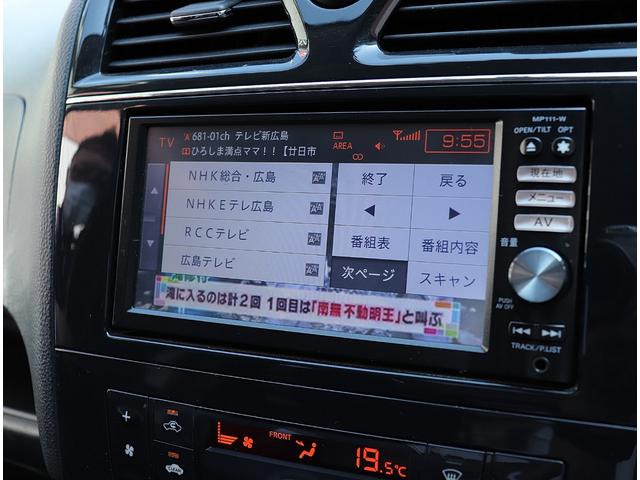 MP111-W
OPEN/TILT OPT
TV 681-01ch テレビ新広島
ひろしま満点ママ！！【廿日市
AREA
9:55
現在地
メニュー
AV
音量
PUSH
AV OFF
TRACK/P.LIST
NHK総合・広島
NHKEテレ広島
RCCテレビ
広島テレビ
終了 戻る
番組表 番組内容
次ページ スキャン
滝に入るのは計２回 １回目は「南無不動明王」と叫ぶ
FRONT
19.5℃